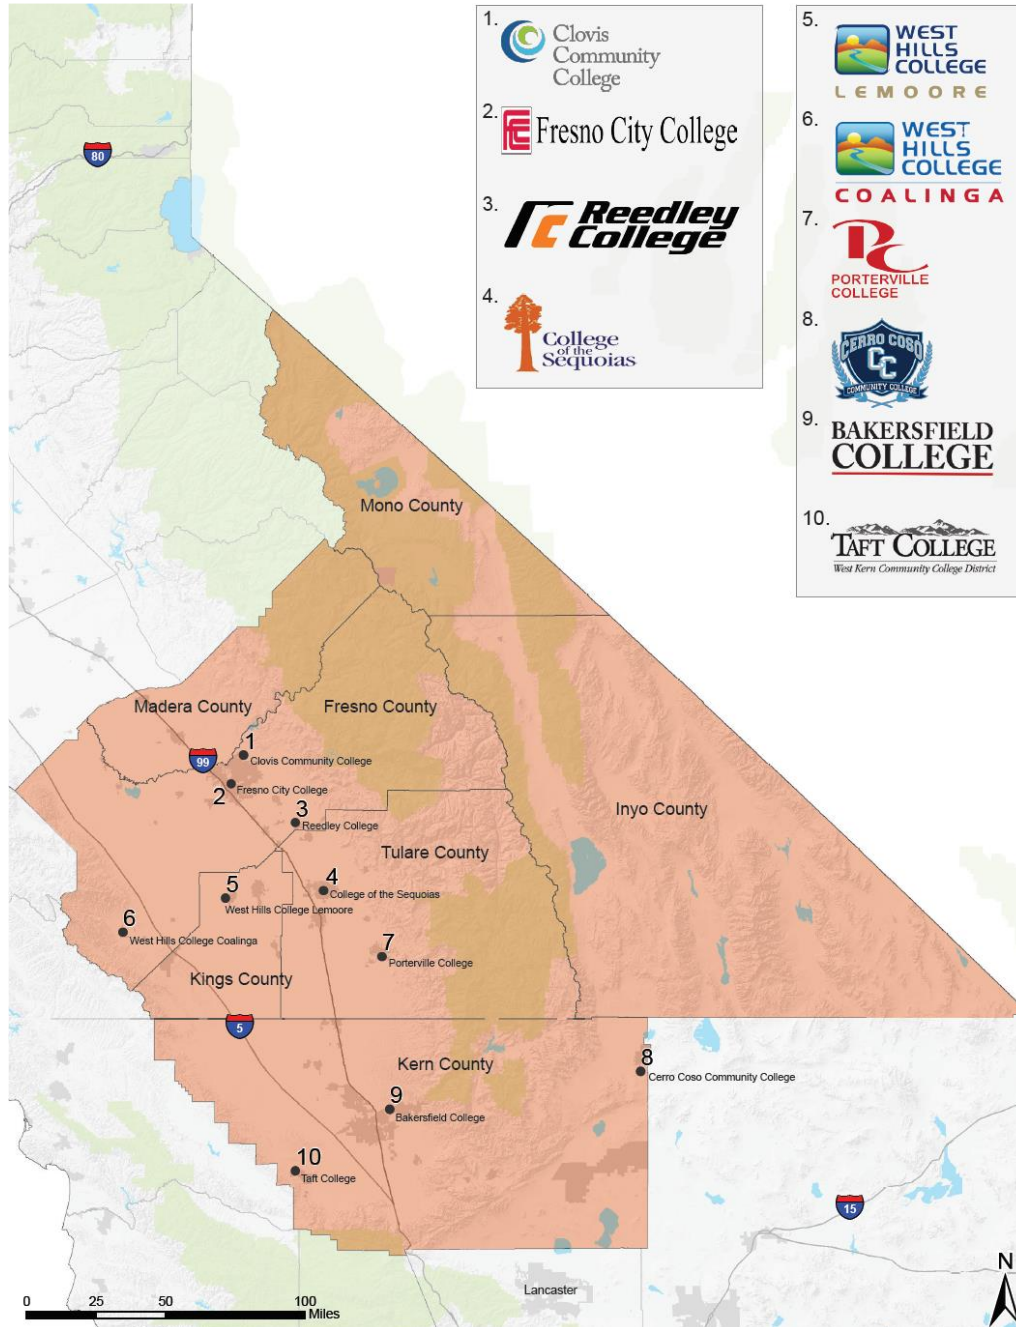 1.
Clovis
Community
College
2.
Fresno City College
3.
Reedley
College
4.
College
of the
Sequoias
5.
WEST
HILLS
COLLEGE
LEMOORE
6.
WEST
HILLS
COLLEGE
COALINGA
7.
PC
PORTERVILLE
COLLEGE
8.
CERRO COSO
CC
COMMUNITY COLLEGE
9.
BAKERSFIELD
COLLEGE
10.
TAFT COLLEGE
West Kern Community College District
80
Mono County
Madera County
Fresno County
1
Clovis Community College
99
2
Fresno City College
3
Reedley College
Inyo County
Tulare County
4
College of the Sequoias
5
West Hills College Lemoore
6
West Hills College Coalinga
7
Porterville College
Kings County
5
Kern County
8
Cerro Coso Community College
9
Bakersfield College
10
Taft College
15
Lancaster
N
0 25 50 100
Miles